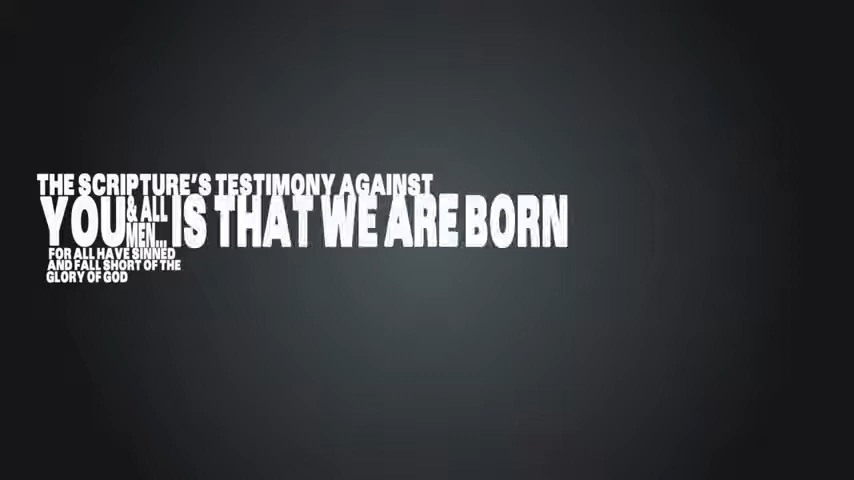 THE SCRIPTURE'S TESTIMONY AGAINST
YOU & ALL MEN... IS THAT WE ARE BORN
FOR ALL HAVE SINNED
AND FALL SHORT OF THE
GLORY OF GOD